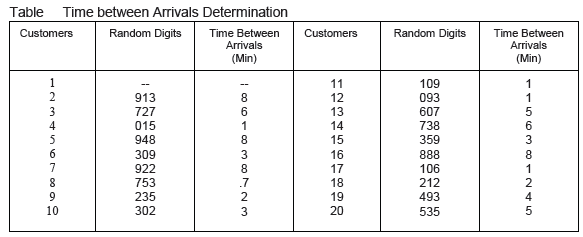 Table Time between Arrivals Determination
Customers Random Digits Time Between Arrivals (Min) Customers Random Digits Time Between Arrivals (Min)
1 -- -- 11 109 1
2 913 8 12 093 1
3 727 6 13 607 5
4 015 1 14 738 6
5 948 8 15 359 3
6 309 3 16 888 8
7 922 8 17 106 1
8 753 .7 18 212 2
9 235 2 19 493 4
10 302 3 20 535 5